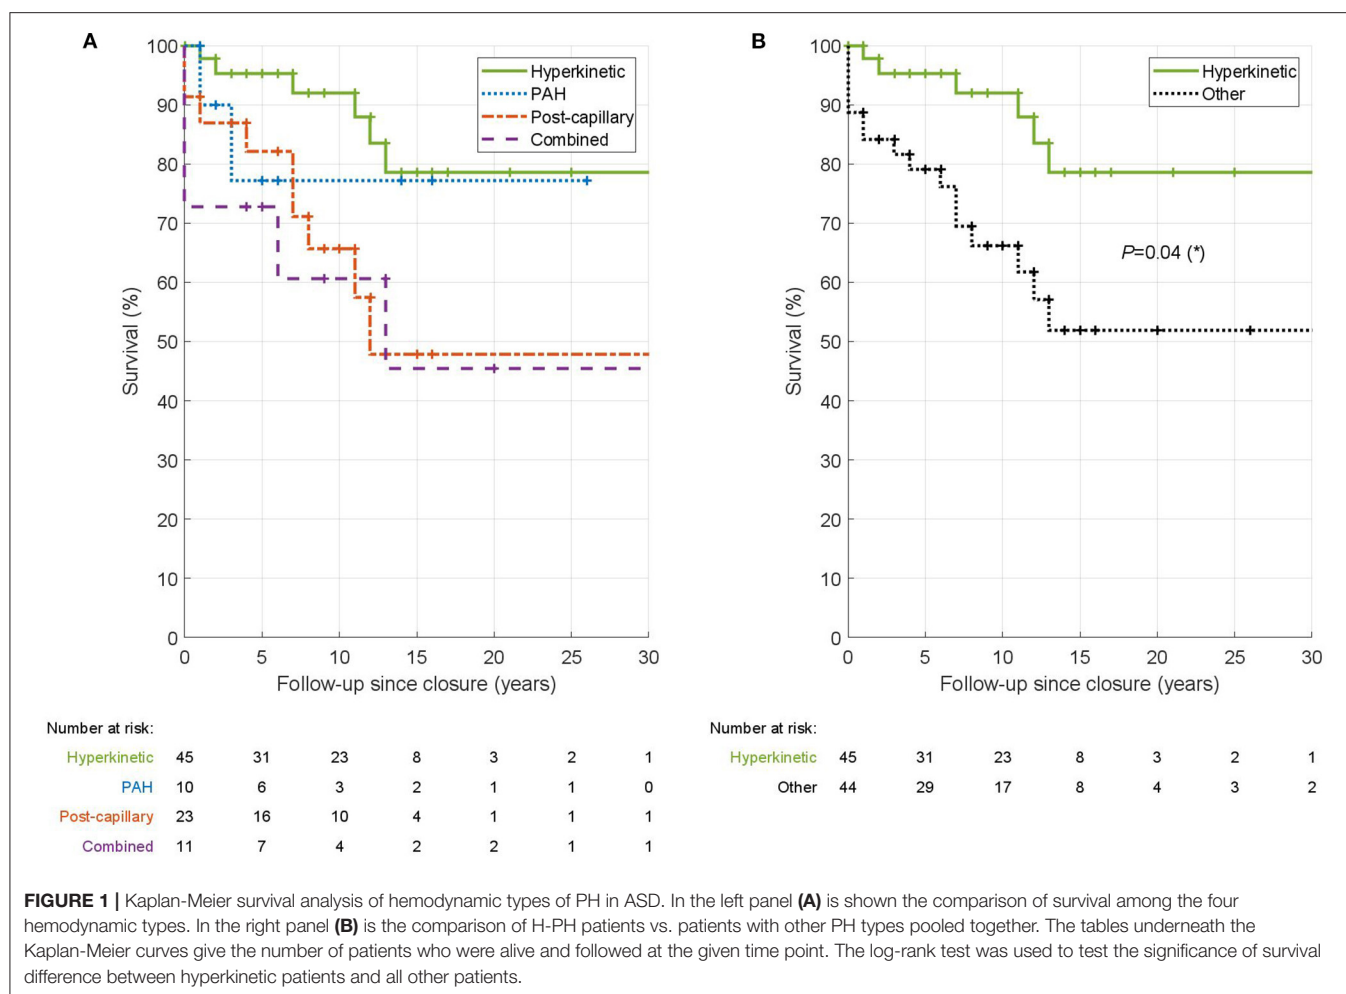 A
100
90
80
70
60
50
40
30
20
10
0
Survival (%)
Hyperkinetic
PAH
Post-capillary
Combined
0 5 10 15 20 25 30
Follow-up since closure (years)
Number at risk:
Hyperkinetic 45 31 23 8 3 2 1
PAH 10 6 3 2 1 1 0
Post-capillary 23 16 10 4 1 1 1
Combined 11 7 4 2 2 1 1
B
100
90
80
70
60
50
40
30
20
10
0
Survival (%)
Hyperkinetic
Other
P=0.04 (*)
0 5 10 15 20 25 30
Follow-up since closure (years)
Number at risk:
Hyperkinetic 45 31 23 8 3 2 1
Other 44 29 17 8 4 3 2
FIGURE 1 | Kaplan-Meier survival analysis of hemodynamic types of PH in ASD. In the left panel (A) is shown the comparison of survival among the four
hemodynamic types. In the right panel (B) is the comparison of H-PH patients vs. patients with other PH types pooled together. The tables underneath the
Kaplan-Meier curves give the number of patients who were alive and followed at the given time point. The log-rank test was used to test the significance of survival
difference between hyperkinetic patients and all other patients.